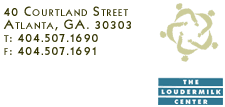 40 Courtland Street
Atlanta, GA. 30303
T: 404.507.1690
F: 404.507.1691
THE
LOUDERMILK
CENTER